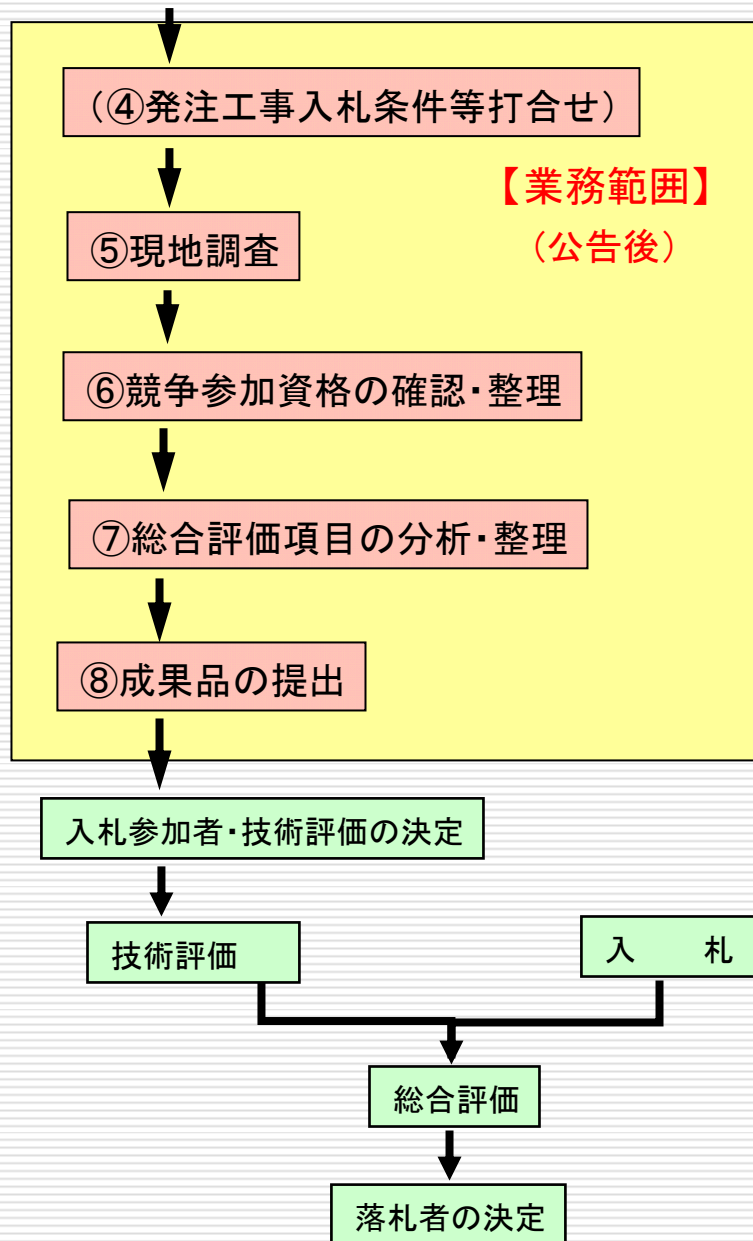 （④発注工事入札条件等打合せ）
【業務範囲】
（公告後）
⑤現地調査
⑥競争参加資格の確認・整理
⑦総合評価項目の分析・整理
⑧成果品の提出
入札参加者・技術評価の決定
技術評価
入　　札
総合評価
落札者の決定